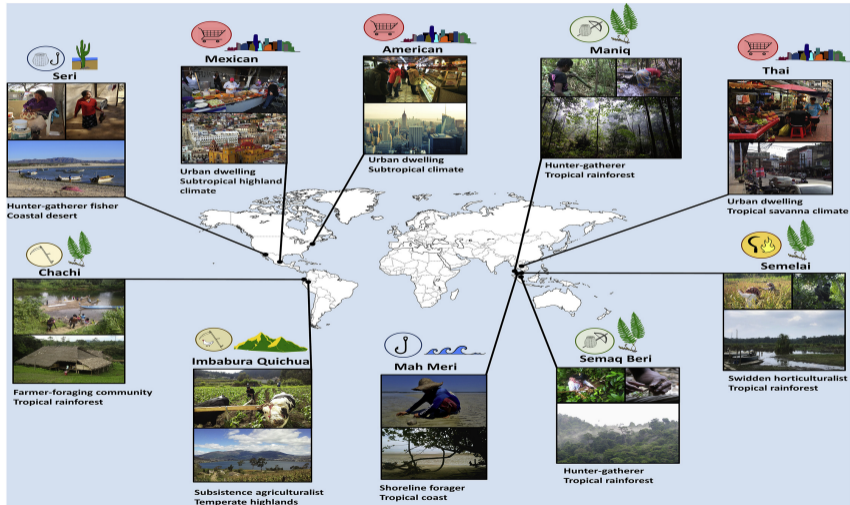 Seri
Hunter-gatherer fisher
Coastal desert
Mexican
Urban dwelling
Subtropical highland
climate
American
Urban dwelling
Subtropical climate
Maniq
Hunter-gatherer
Tropical rainforest
Thai
Urban dwelling
Tropical savanna climate
Chachi
Farmer-foraging community
Tropical rainforest
Imbabura Quichua
Subsistence agriculturalist
Temperate highlands
Mah Meri
Shoreline forager
Tropical coast
Semaq Beri
Hunter-gatherer
Tropical rainforest
Semelai
Swidden horticulturalist
Tropical rainforest